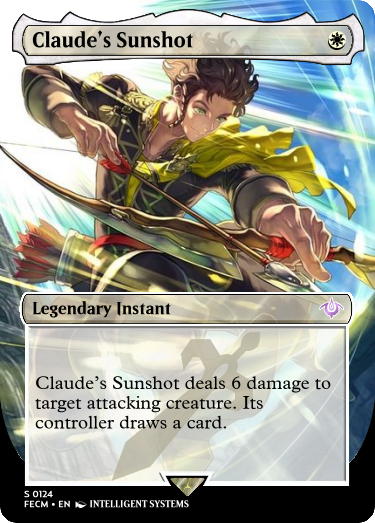 Claude's Sunshot
Legendary Instant
Claude's Sunshot deals 6 damage to
target attacking creature. Its
controller draws a card.
S 0124
FECM • EN INTELLIGENT SYSTEMS